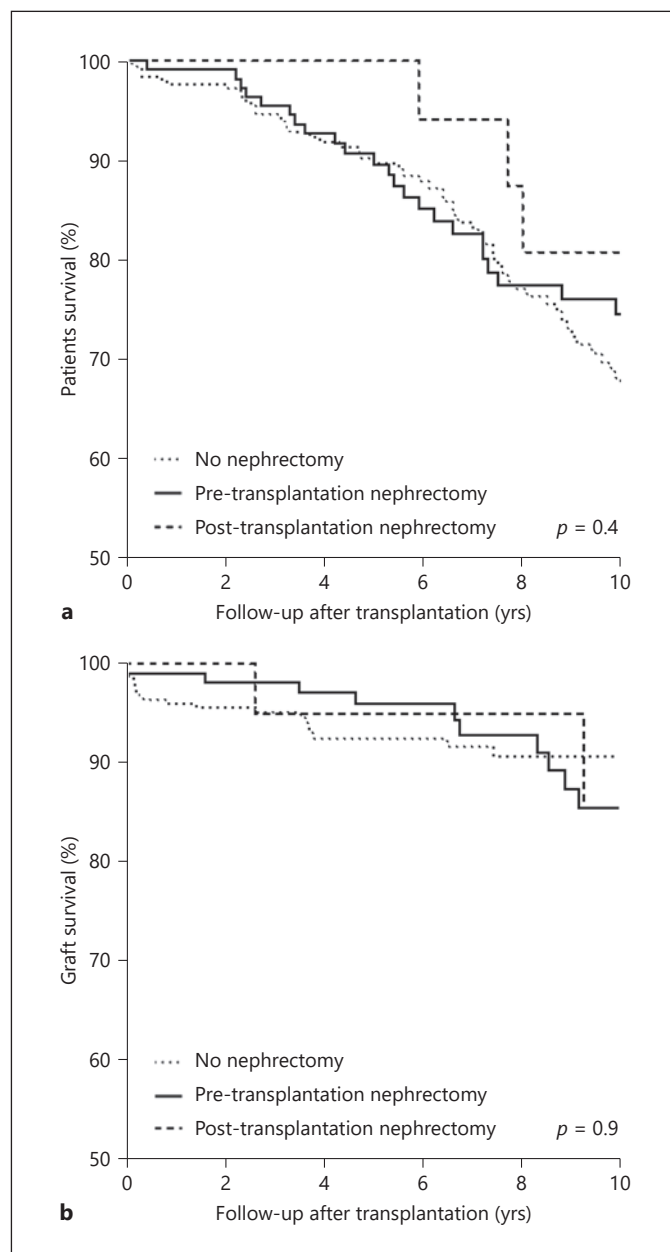 100
90
80
70
60
50
Patients survival (%)
No nephrectomy
Pre-transplantation nephrectomy
Post-transplantation nephrectomy p = 0.4
0 2 4 6 8 10
a Follow-up after transplantation (yrs)
100
90
80
70
60
50
Graft survival (%)
No nephrectomy
Pre-transplantation nephrectomy
Post-transplantation nephrectomy p = 0.9
0 2 4 6 8 10
b Follow-up after transplantation (yrs)